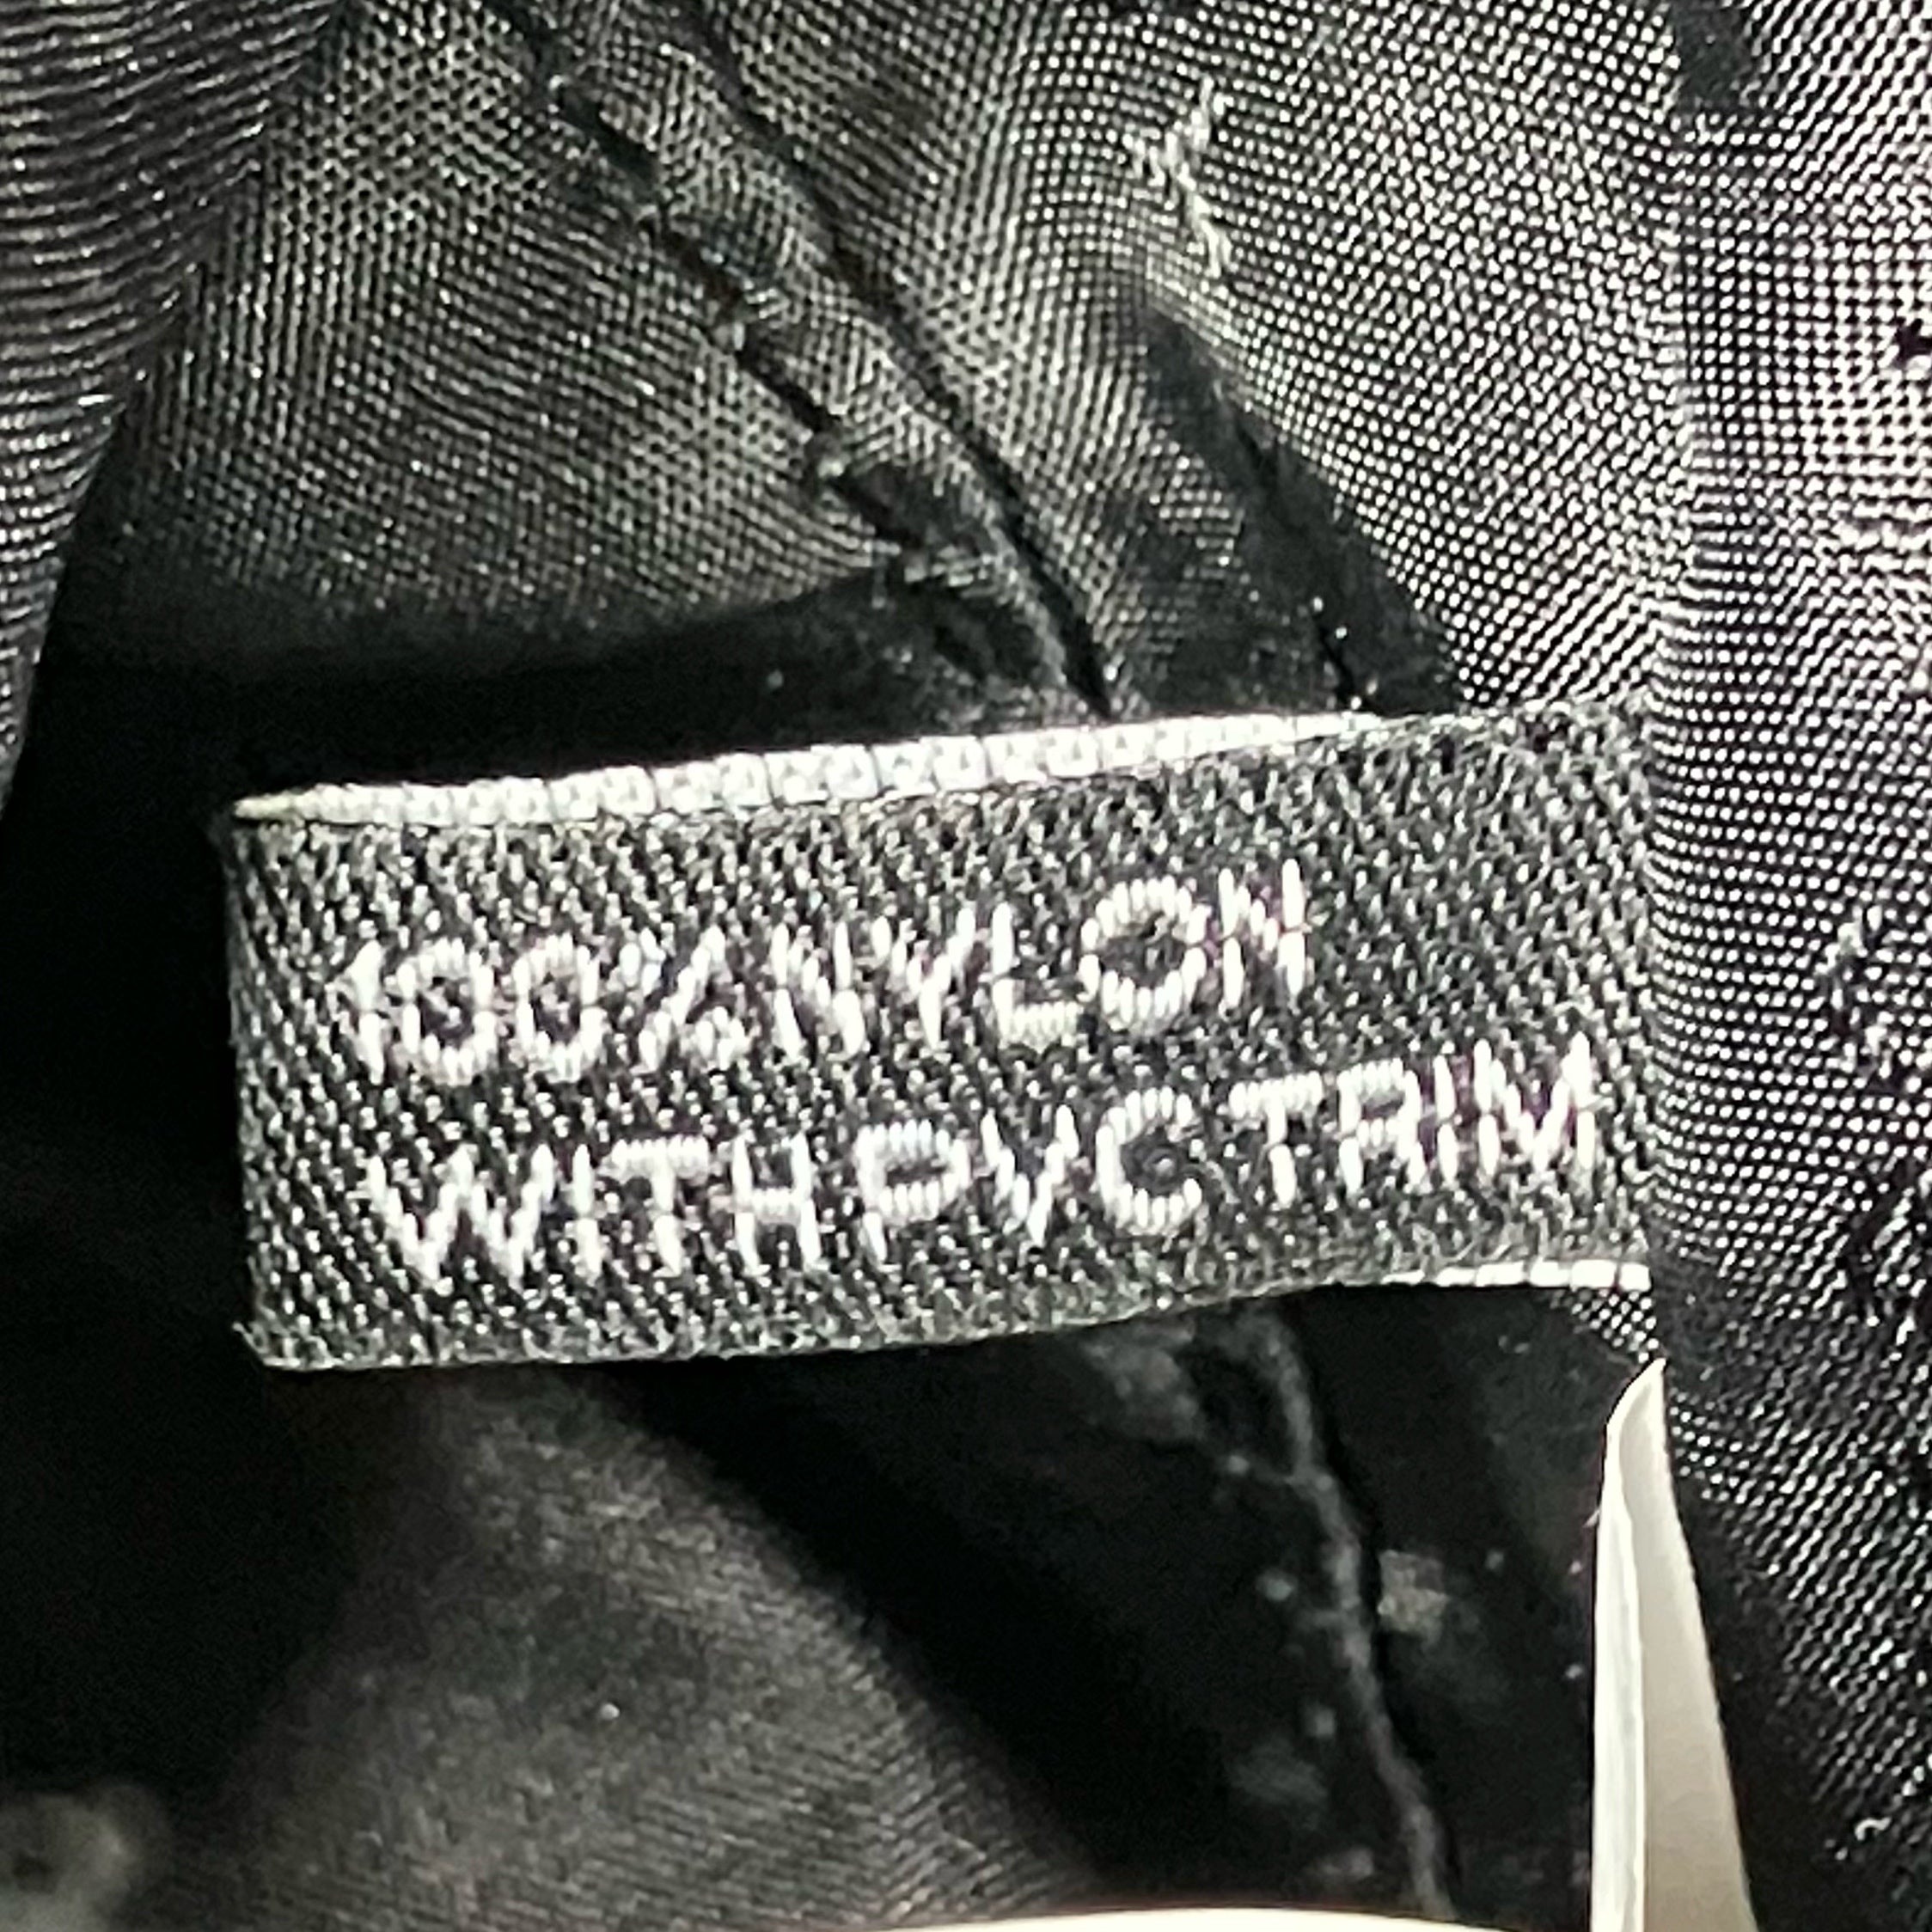 100% NYLON
WITH PVC TRIM